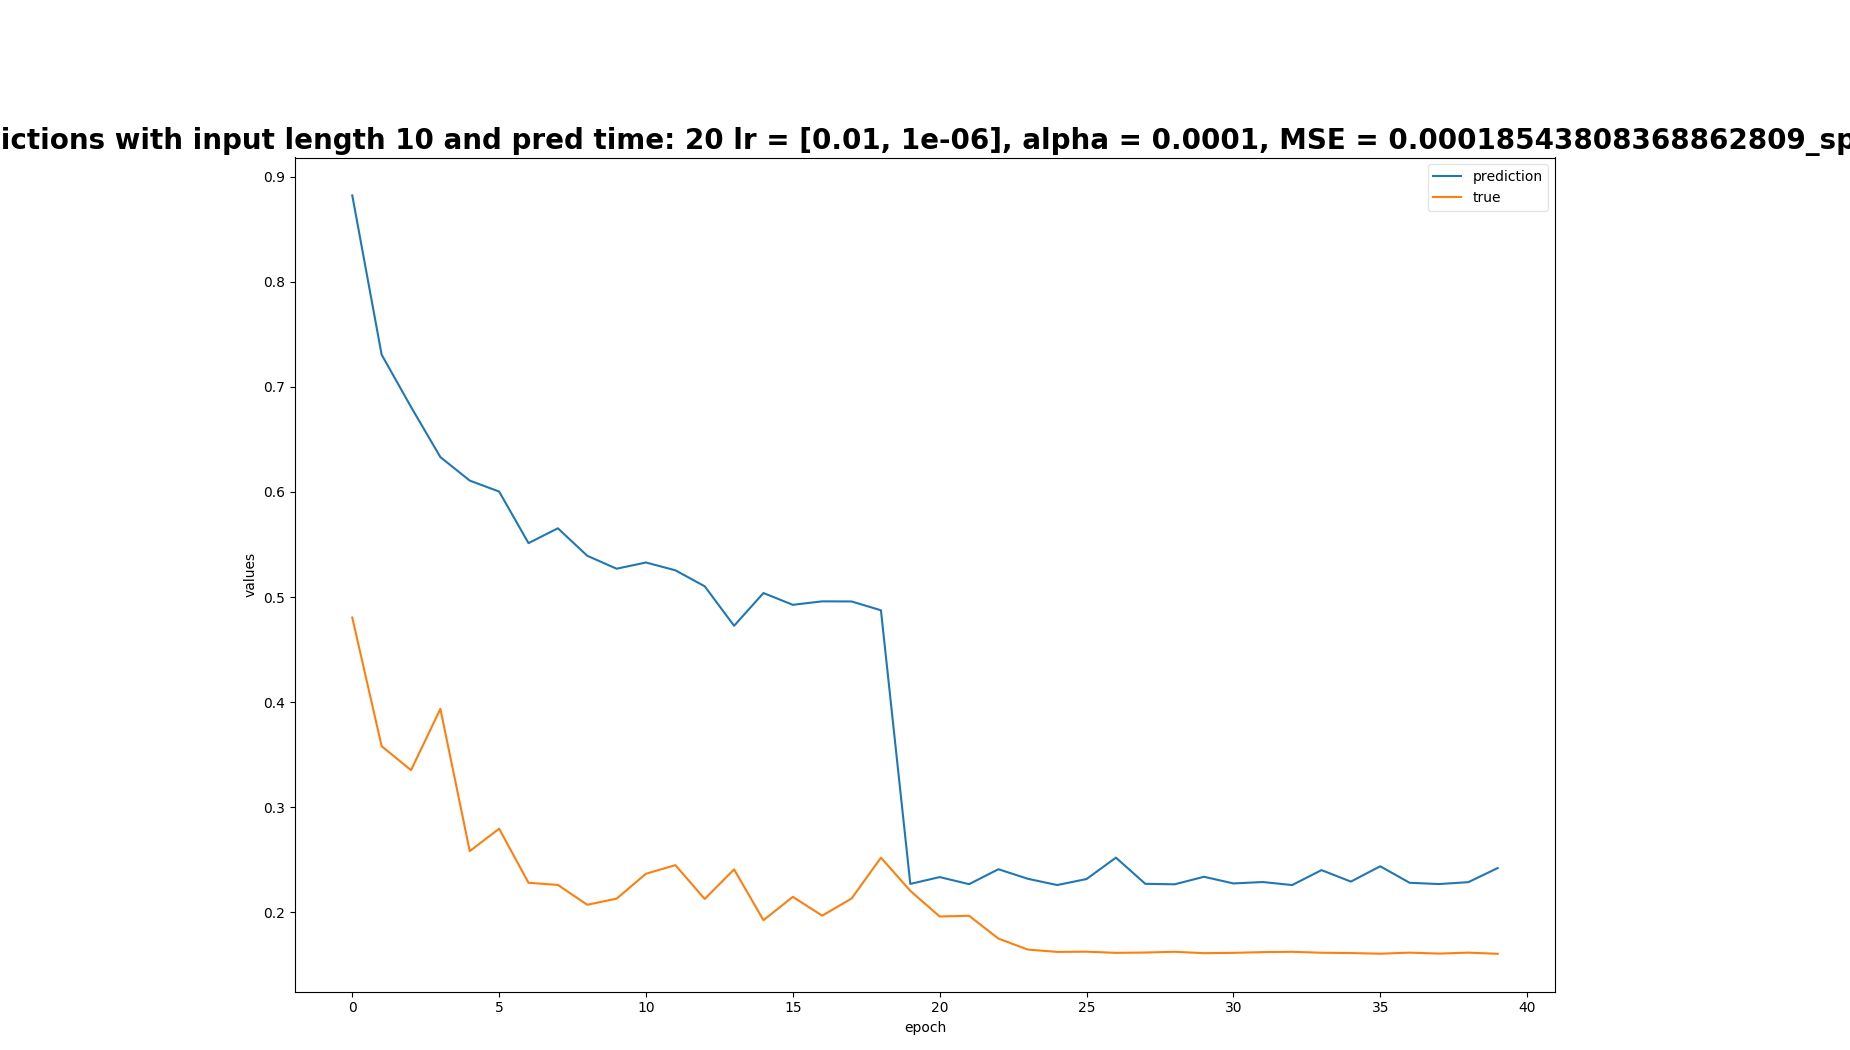 ictions with input length 10 and pred time: 20 lr = [0.01, 1e-06], alpha = 0.0001, MSE = 0.00018543808368862809_sp
prediction
true
0.9
0.8
0.7
0.6
0.5
0.4
0.3
0.2
values
0 5 10 15 20 25 30 35 40
epoch